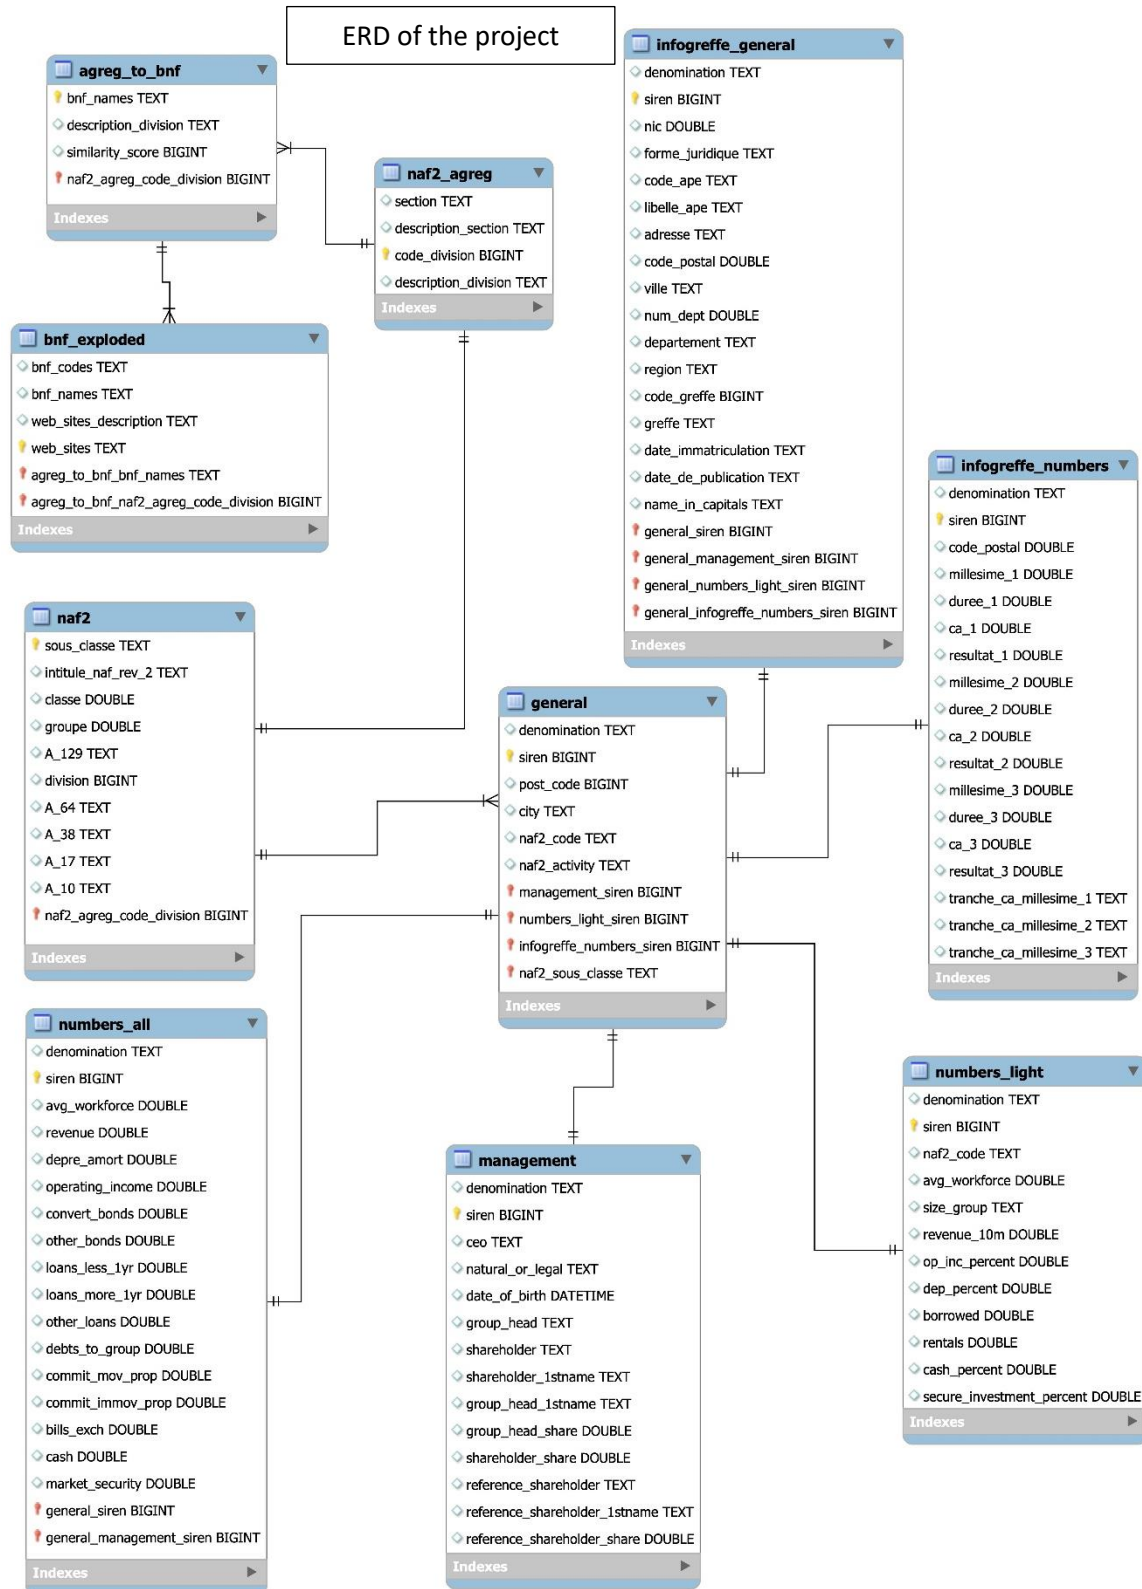 ERD of the project
agreg_to_bnf
bnf_names TEXT
description_division TEXT
similarity_score BIGINT
naf2_agreg_code_division BIGINT
Indexes
naf2_agreg
section TEXT
description_section TEXT
code_division BIGINT
description_division TEXT
Indexes
infogreffe_general
denomination TEXT
siren BIGINT
nic DOUBLE
forme_juridique TEXT
code_ape TEXT
libelle_ape TEXT
adresse TEXT
code_postal DOUBLE
ville TEXT
num_dept DOUBLE
departement TEXT
region TEXT
code_greffe BIGINT
greffe TEXT
date_immatriculation TEXT
date_de_publication TEXT
name_in_capitals TEXT
general_siren BIGINT
general_management_siren BIGINT
general_numbers_light_siren BIGINT
general_infogreffe_numbers_siren BIGINT
Indexes
bnf_exploded
bnf_codes TEXT
bnf_names TEXT
web_sites_description TEXT
web_sites TEXT
agreg_to_bnf_bnf_names TEXT
agreg_to_bnf_naf2_agreg_code_division BIGINT
Indexes
infogreffe_numbers
denomination TEXT
siren BIGINT
code_postal DOUBLE
millesime_1 DOUBLE
duree_1 DOUBLE
ca_1 DOUBLE
resultat_1 DOUBLE
millesime_2 DOUBLE
duree_2 DOUBLE
ca_2 DOUBLE
resultat_2 DOUBLE
millesime_3 DOUBLE
duree_3 DOUBLE
ca_3 DOUBLE
resultat_3 DOUBLE
tranche_ca_millesime_1 TEXT
tranche_ca_millesime_2 TEXT
tranche_ca_millesime_3 TEXT
Indexes
naf2
sous_classe TEXT
intitule_naf_rev_2 TEXT
classe DOUBLE
groupe DOUBLE
A_129 TEXT
division BIGINT
A_64 TEXT
A_38 TEXT
A_17 TEXT
A_10 TEXT
naf2_agreg_code_division BIGINT
Indexes
general
denomination TEXT
siren BIGINT
post_code BIGINT
city TEXT
naf2_code TEXT
naf2_activity TEXT
management_siren BIGINT
numbers_light_siren BIGINT
infogreffe_numbers_siren BIGINT
naf2_sous_classe TEXT
Indexes
numbers_all
denomination TEXT
siren BIGINT
avg_workforce DOUBLE
revenue DOUBLE
depre_amort DOUBLE
operating_income DOUBLE
convert_bonds DOUBLE
other_bonds DOUBLE
loans_less_1yr DOUBLE
loans_more_1yr DOUBLE
other_loans DOUBLE
debts_to_group DOUBLE
commit_mov_prop DOUBLE
commit_immov_prop DOUBLE
bills_exch DOUBLE
cash DOUBLE
market_security DOUBLE
general_siren BIGINT
general_management_siren BIGINT
Indexes
management
denomination TEXT
siren BIGINT
ceo TEXT
natural_or_legal TEXT
date_of_birth DATETIME
group_head TEXT
shareholder TEXT
shareholder_1stname TEXT
group_head_1stname TEXT
group_head_share DOUBLE
shareholder_share DOUBLE
reference_shareholder TEXT
reference_shareholder_1stname TEXT
reference_shareholder_share DOUBLE
Indexes
numbers_light
denomination TEXT
siren BIGINT
naf2_code TEXT
avg_workforce DOUBLE
size_group TEXT
revenue_10m DOUBLE
op_inc_percent DOUBLE
dep_percent DOUBLE
borrowed DOUBLE
rentals DOUBLE
cash_percent DOUBLE
secure_investment_percent DOUBLE
Indexes